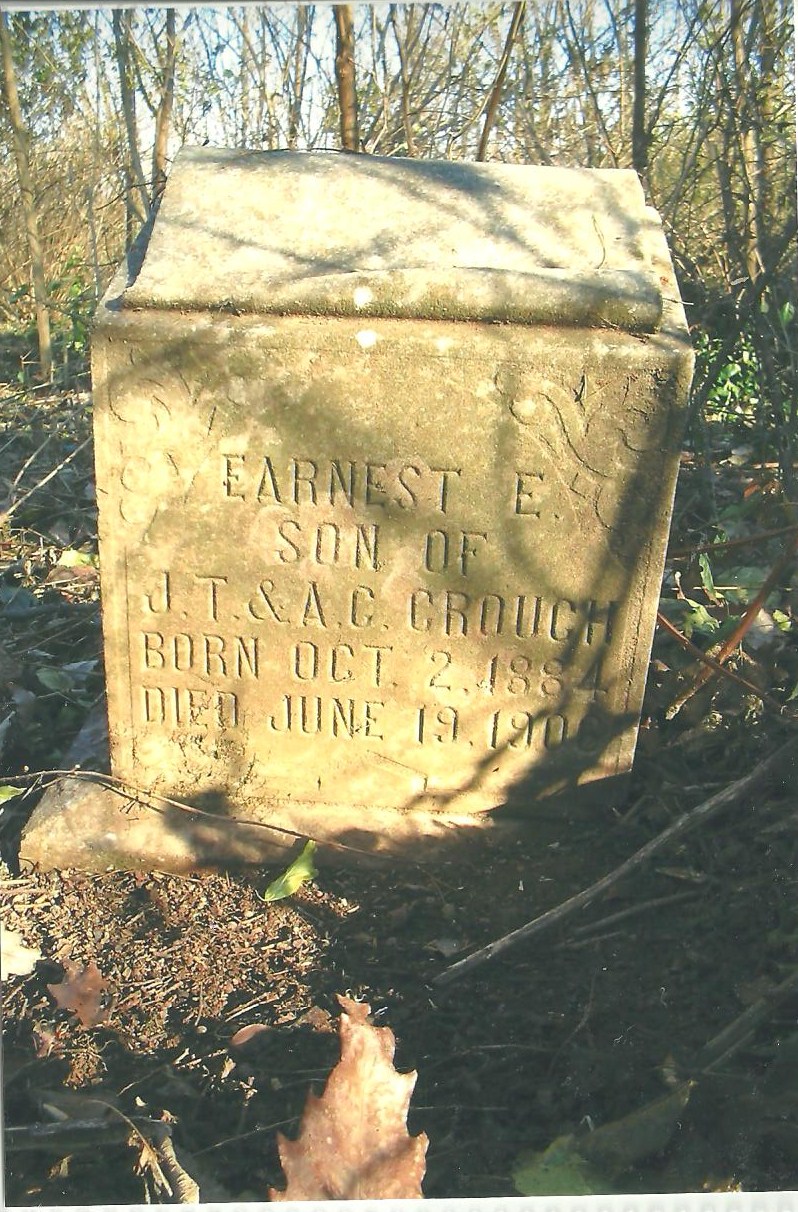 EARNEST E.
SON OF
J.T. & A.C. CROUCH
BORN OCT. 2, 1884
DIED JUNE 19,